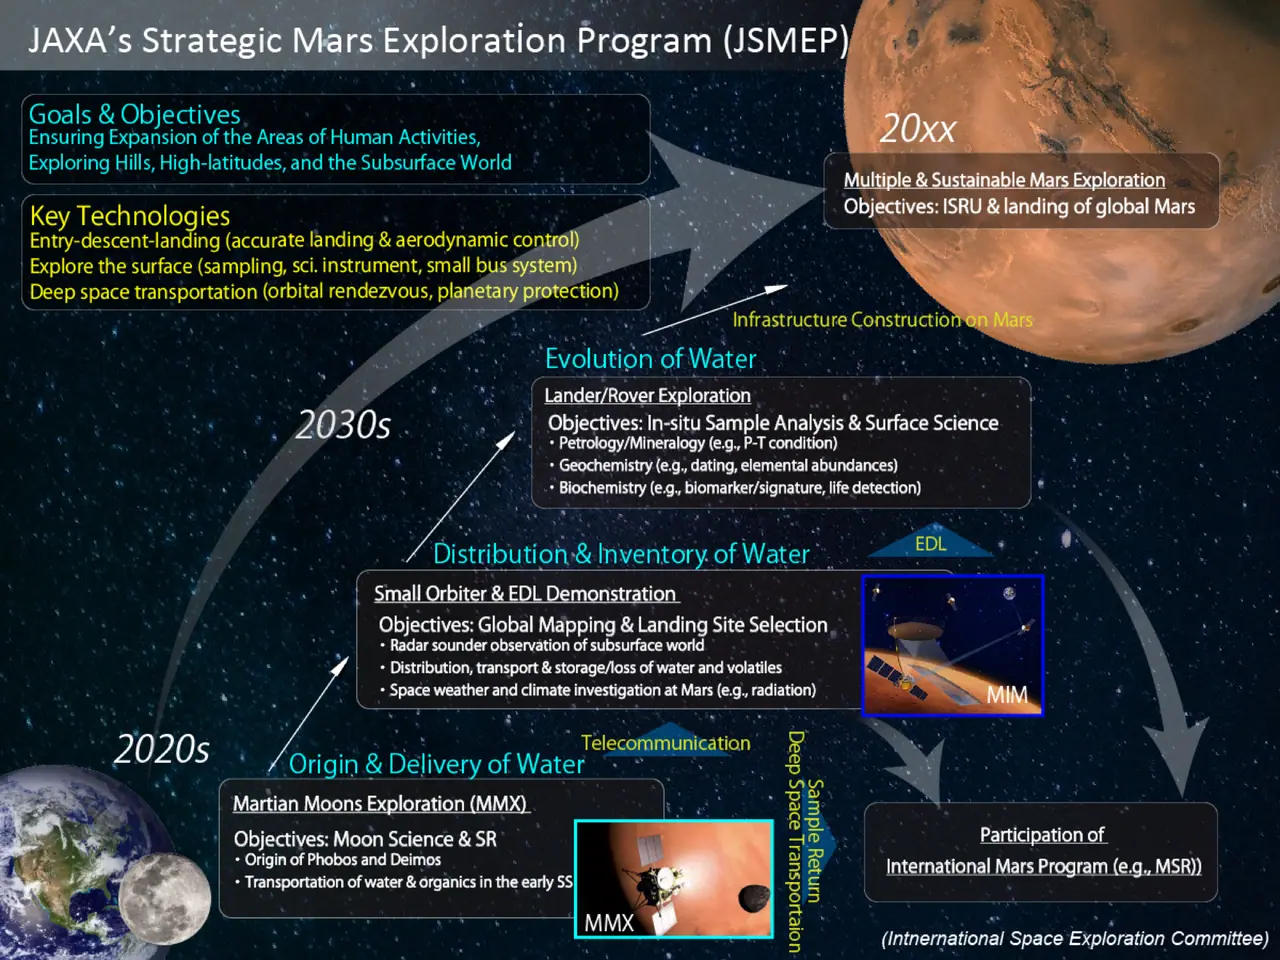 JAXA's Strategic Mars Exploration Program (JSMEP)
Goals & Objectives
Ensuring Expansion of the Areas of Human Activities,
Exploring Hills, High-latitudes, and the Subsurface World
Key Technologies
Entry-descent-landing (accurate landing & aerodynamic control)
Explore the surface (sampling, sci. instrument, small bus system)
Deep space transportation (orbital rendezvous, planetary protection)
20xx
Multiple & Sustainable Mars Exploration
Objectives: ISRU & landing of global Mars
Infrastructure Construction on Mars
2030s
Evolution of Water
Lander/Rover Exploration
Objectives: In-situ Sample Analysis & Surface Science
・Petrology/Mineralogy (e.g., P-T condition)
・Geochemistry (e.g., dating, elemental abundances)
・Biochemistry (e.g., biomarker/signature, life detection)
EDL
Distribution & Inventory of Water
Small Orbiter & EDL Demonstration
Objectives: Global Mapping & Landing Site Selection
・Radar sounder observation of subsurface world
・Distribution, transport & storage/loss of water and volatiles
・Space weather and climate investigation at Mars (e.g., radiation)
MIM
2020s
Telecommunication
Origin & Delivery of Water
Martian Moons Exploration (MMX)
Objectives: Moon Science & SR
・Origin of Phobos and Deimos
・Transportation of water & organics in the early SS
MMX
Sample Return
Deep Space Transportaion
Participation of
International Mars Program (e.g., MSR))
(Intnernational Space Exploration Committee)